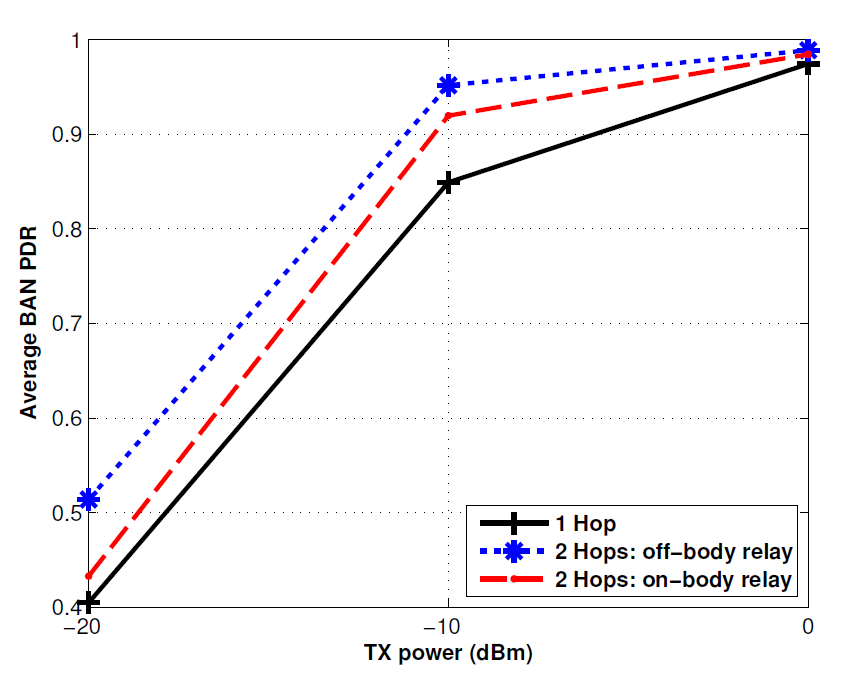 1
0.9
0.8
0.7
0.6
0.5
0.4
Average BAN PDR
−20
−10
0
TX power (dBm)
1 Hop
2 Hops: off−body relay
2 Hops: on−body relay